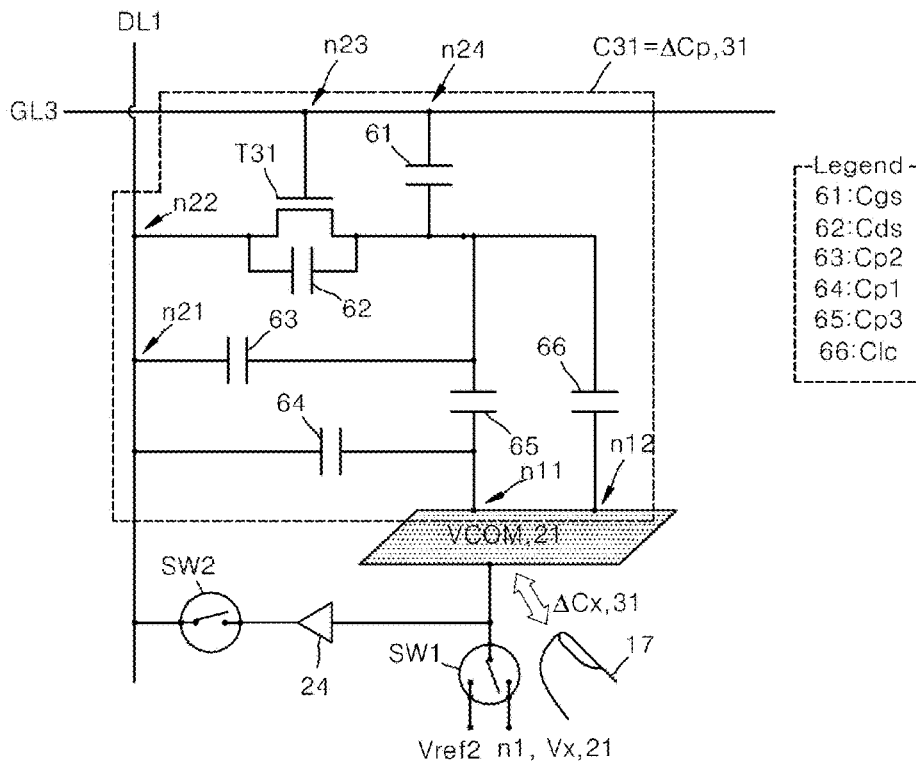 DL1
n23
n24
C31=ΔCp,31
GL3
61
T31
n22
Legend
61:Cgs
62:Cds
63:Cp2
64:Cp1
65:Cp3
66:Clc
62
n21
63
66
64
65
n11
n12
VCOM,21
SW2
ΔCx,31
24
SW1
17
Vref2 n1, Vx,21